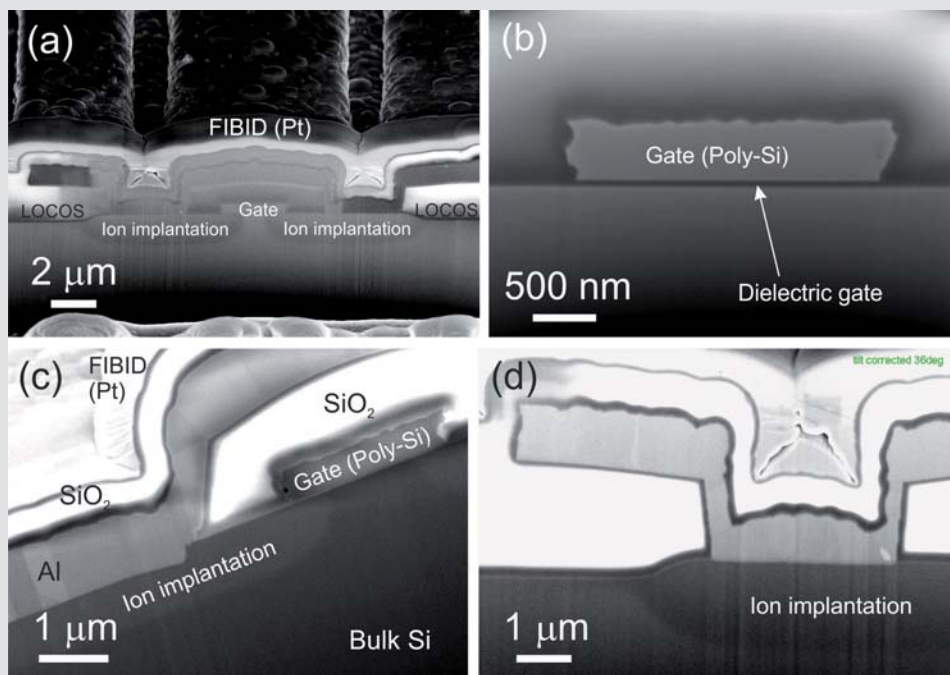 (a)
FIBID (Pt)
LOCOS
Gate
LOCOS
Ion implantation
Ion implantation
2 μm
(b)
Gate (Poly-Si)
500 nm
Dielectric gate
(c)
FIBID
(Pt)
SiO₂
Gate (Poly-Si)
SiO₂
Al
Ion implantation
1 μm
Bulk Si
(d)
tilt corrected 36deg
Ion implantation
1 μm